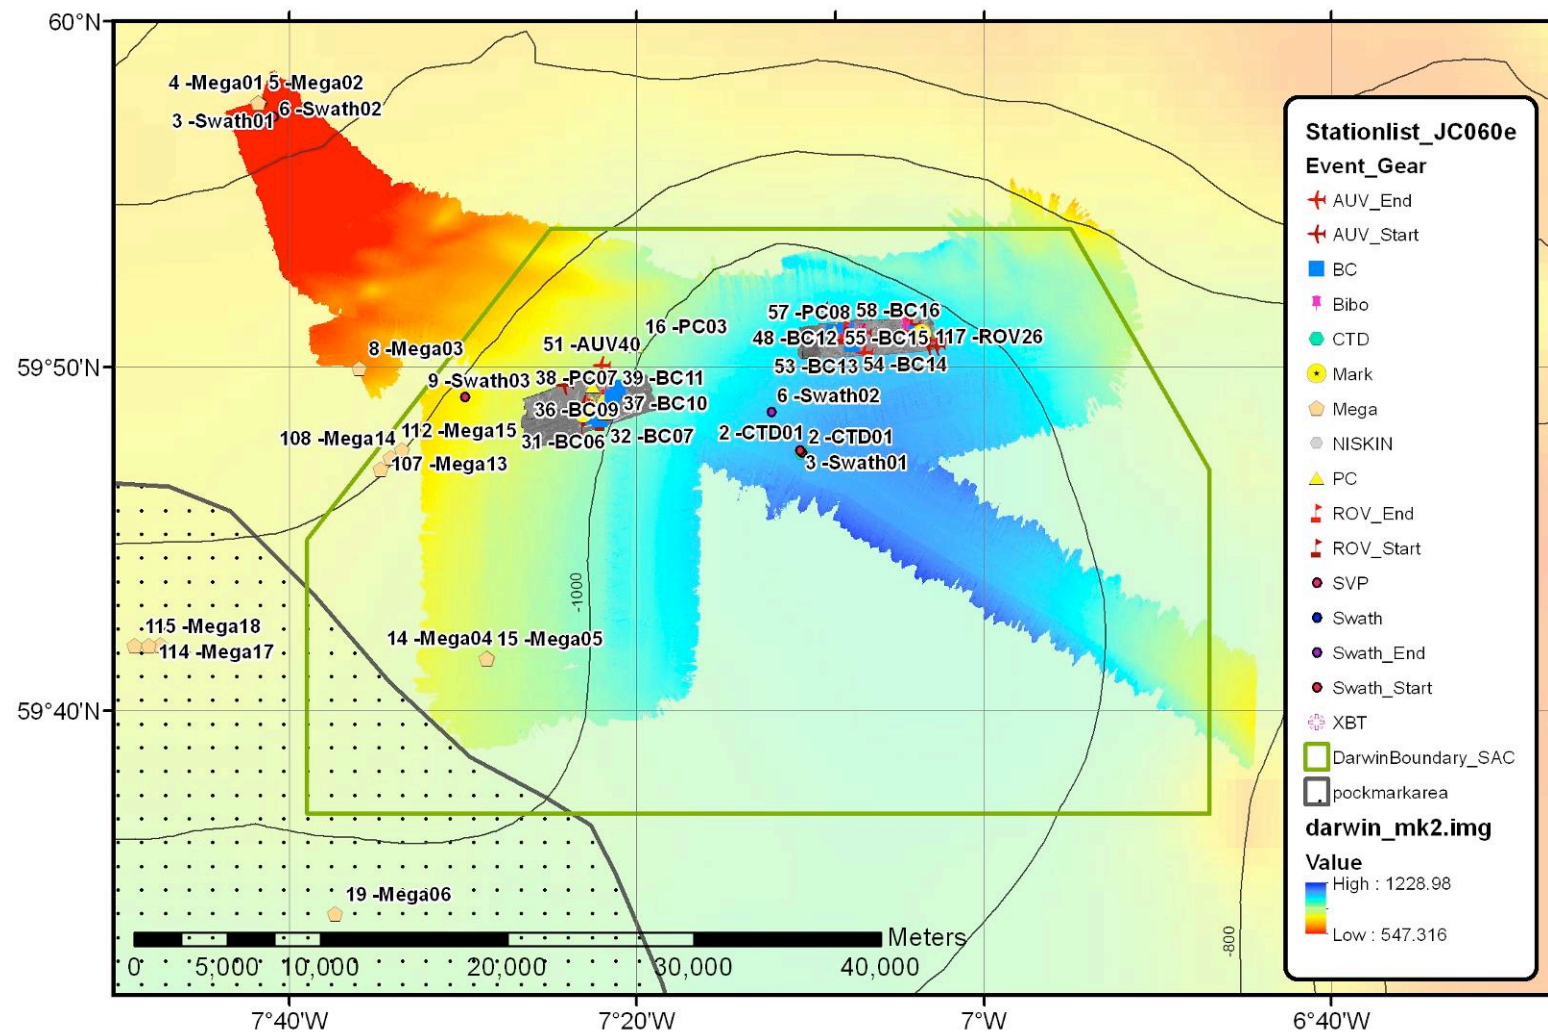 60°N
4 -Mega01 5 -Mega02
3 -Swath01 6 -Swath02
16 -PC03
57 -PC08 58 -BC16
48 -BC12 55 -BC15 117 -ROV26
53 -BC13 54 -BC14
51 -AUV40
8 -Mega03
59°50'N
9 -Swath03 38 -PC07 39 -BC11
36 -BC09 37 -BC10
31 -BC06 32 -BC07
6 -Swath02
2 -CTD01 2 -CTD01
3 -Swath01
108 -Mega14 112 -Mega15
107 -Mega13
-1000
115 -Mega18
114 -Mega17
14 -Mega04 15 -Mega05
59°40'N
19 -Mega06
-800
Meters
0 5,000 10,000 20,000 30,000 40,000
7°40'W 7°20'W 7°W 6°40'W
Stationlist_JC060e
Event_Gear
AUV_End
AUV_Start
BC
Bibo
CTD
Mark
Mega
NISKIN
PC
ROV_End
ROV_Start
SVP
Swath
Swath_End
Swath_Start
XBT
DarwinBoundary_SAC
pockmarkarea
darwin_mk2.img
Value
High : 1228.98
Low : 547.316